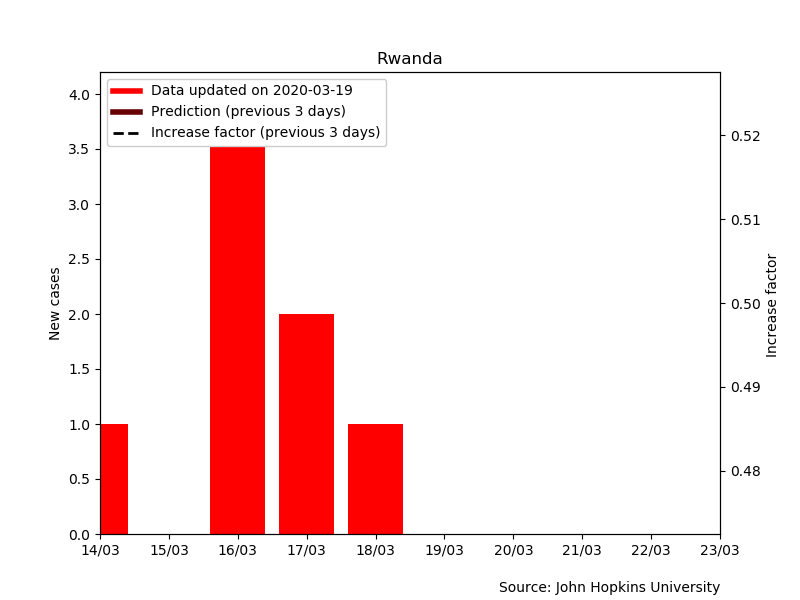 Rwanda
Data updated on 2020-03-19
Prediction (previous 3 days)
Increase factor (previous 3 days)
New cases
4.0
3.5
3.0
2.5
2.0
1.5
1.0
0.5
0.0
0.52
0.51
0.50
0.49
0.48
Increase factor
14/03 15/03 16/03 17/03 18/03 19/03 20/03 21/03 22/03 23/03
Source: John Hopkins University